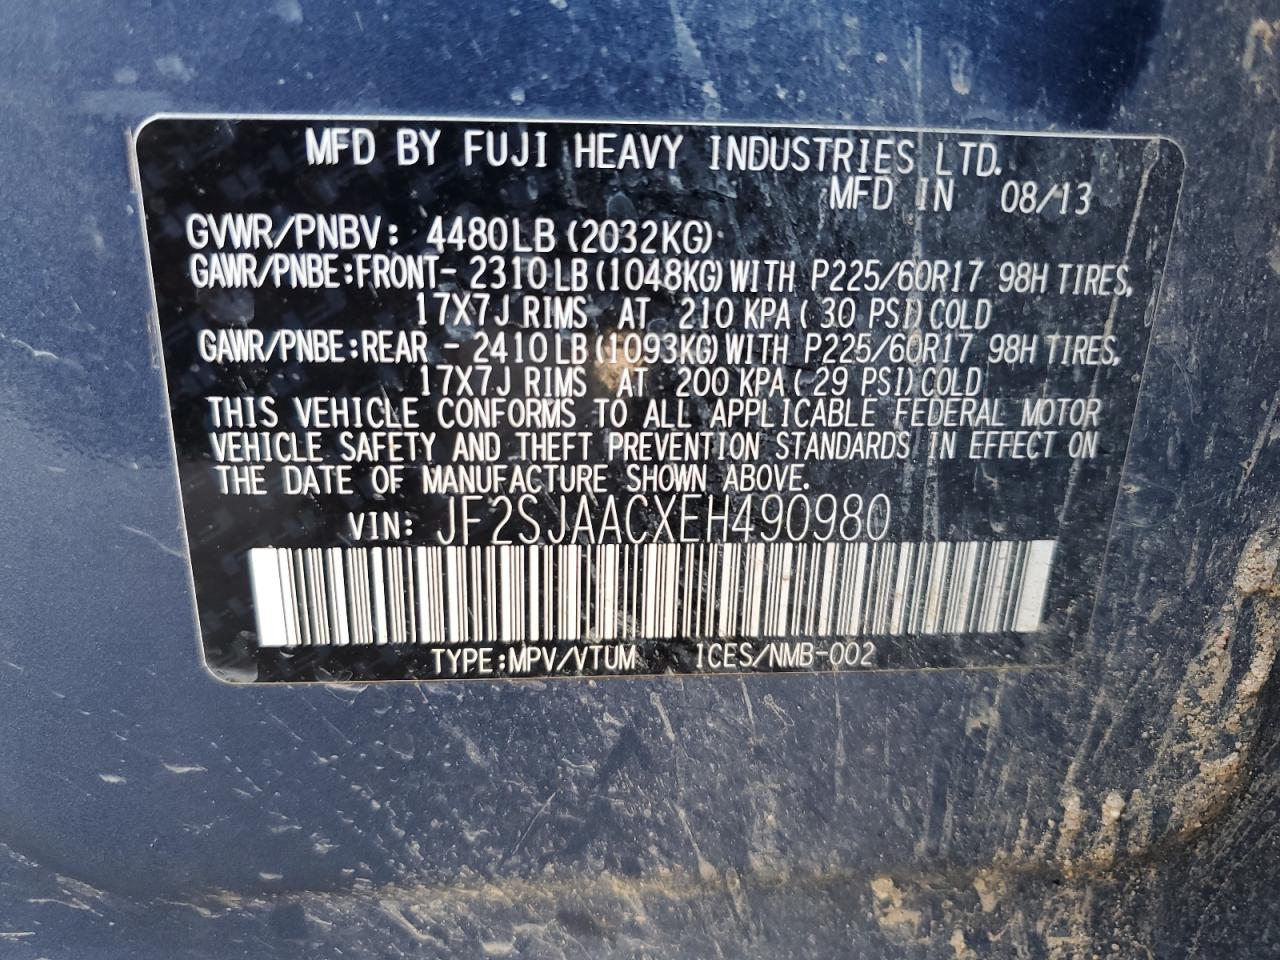 MFD BY FUJI HEAVY INDUSTRIES LTD.
MFD IN 08/13
GVWR/PNBV: 4480LB (2032KG)
GAWR/PNBE:FRONT- 2310LB (1048KG) WITH P225/60R17 98H TIRES,
17X7J RIMS AT 210 KPA ( 30 PSI) COLD
GAWR/PNBE:REAR - 2410LB (1093KG) WITH P225/60R17 98H TIRES,
17X7J RIMS AT 200 KPA ( 29 PSI) COLD
THIS VEHICLE CONFORMS TO ALL APPLICABLE FEDERAL MOTOR
VEHICLE SAFETY AND THEFT PREVENTION STANDARDS IN EFFECT ON
THE DATE OF MANUFACTURE SHOWN ABOVE.
VIN: JF2SJAACXEH490980
TYPE:MPV/VTUM ICES/NMB-002